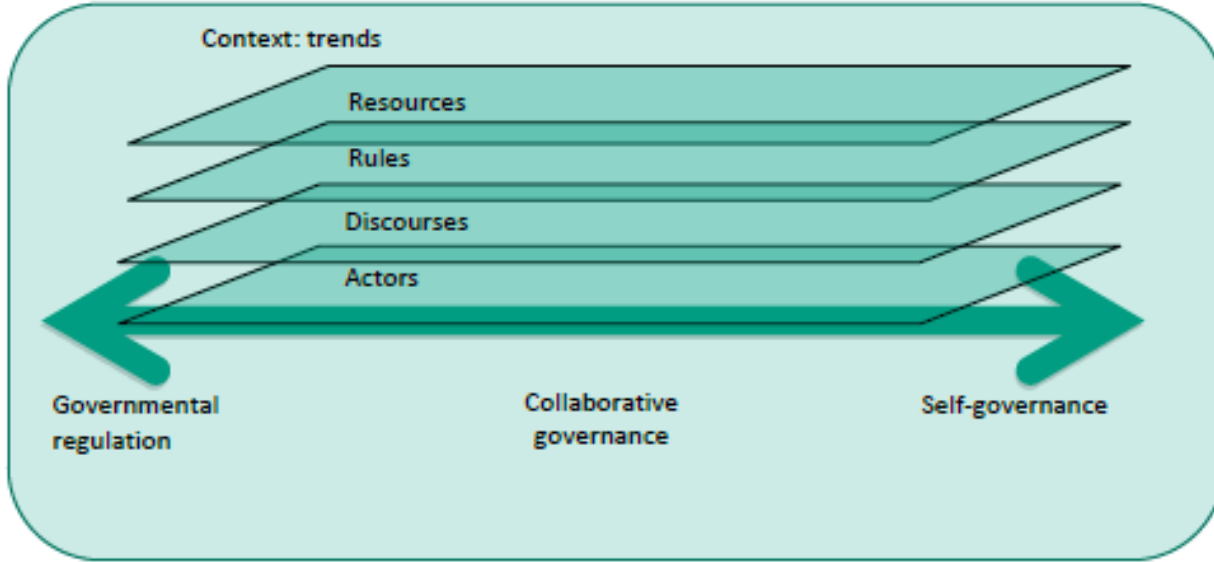 Context: trends
Resources
Rules
Discourses
Actors
Governmental
regulation
Collaborative
governance
Self-governance